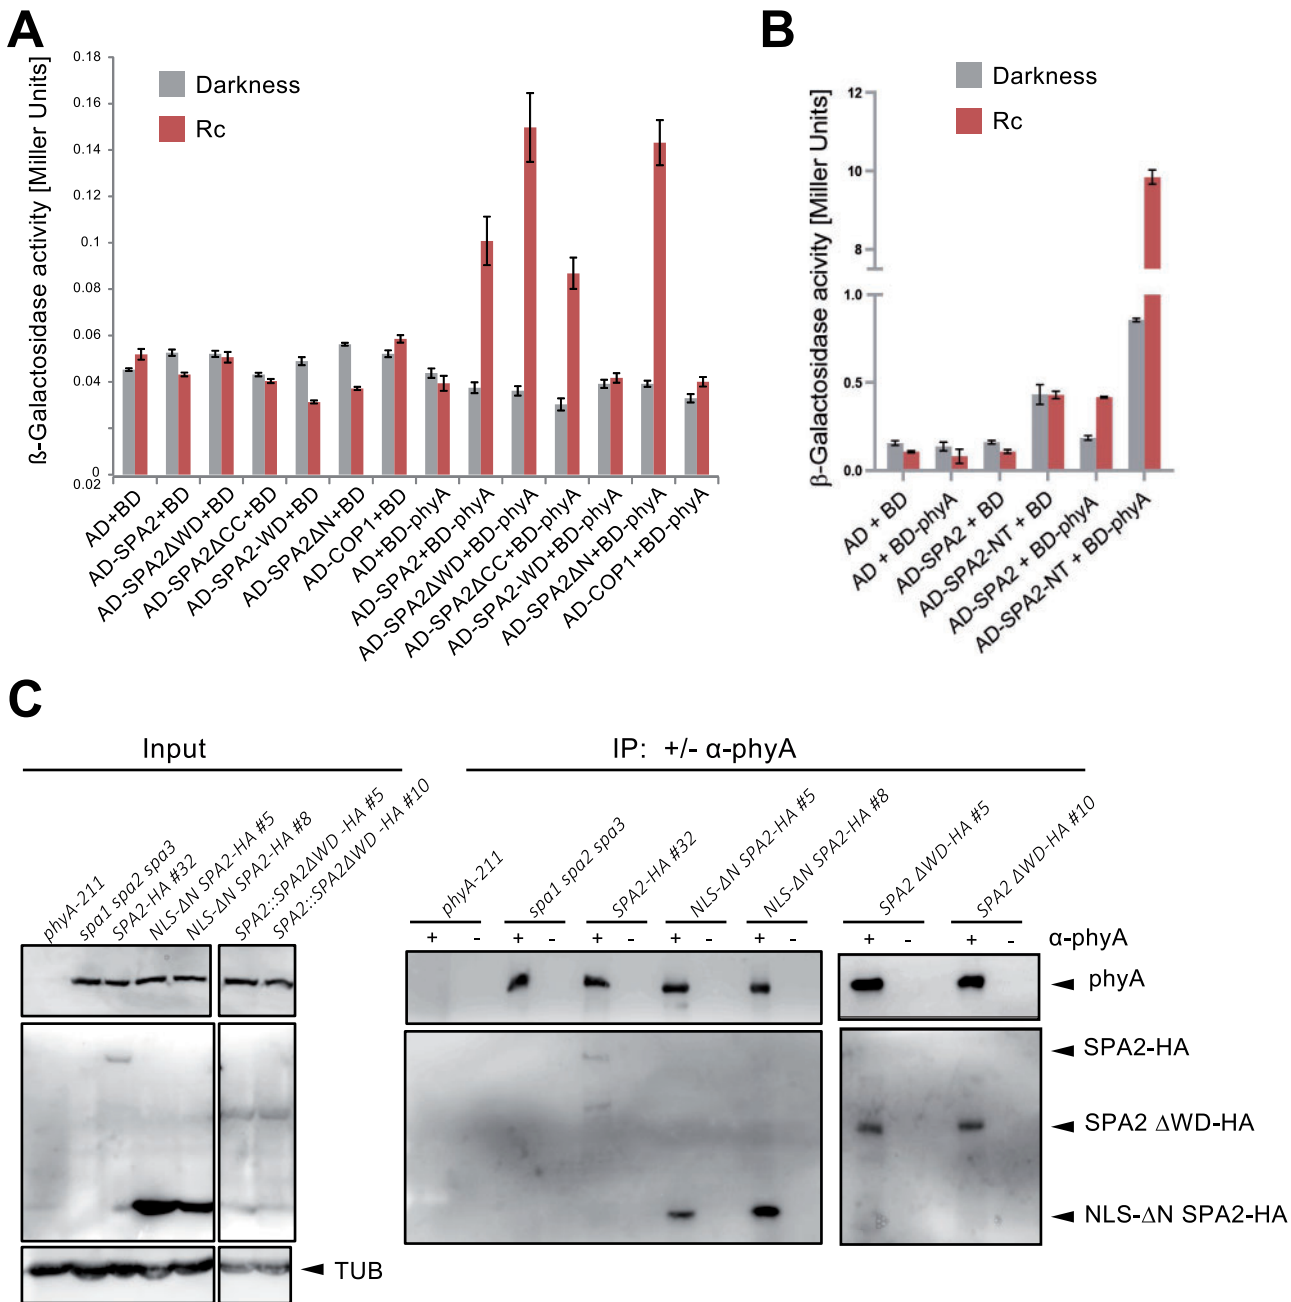 A
ß-Galactosidase activity [Miller Units]
0.18
0.16
0.14
0.12
0.1
0.08
0.06
0.04
0
0.02
Darkness
Rc
AD+BD
AD-SPA2+BD
AD-SPA2ΔWD+BD
AD-SPA2ΔCC+BD
AD-SPA2-WD+BD
AD-SPA2ΔN+BD
AD-COP1+BD
AD+BD-phyA
AD-SPA2+BD-phyA
AD-SPA2ΔWD+BD-phyA
AD-SPA2ΔCC+BD-phyA
AD-SPA2-WD+BD-phyA
AD-SPA2ΔN+BD-phyA
AD-COP1+BD-phyA
B
β-Galactosidase acivity [Miller Units]
12
10
8
1.0
0.5
0.0
Darkness
Rc
AD + BD
AD + BD-phyA
AD-SPA2 + BD
AD-SPA2-NT + BD
AD-SPA2 + BD-phyA
AD-SPA2-NT + BD-phyA
C
Input
phyA-211
spa1 spa2 spa3
SPA2-HA #32
NLS-ΔN SPA2-HA #5
NLS-ΔN SPA2-HA #8
SPA2::SPA2ΔWD -HA #5
SPA2::SPA2ΔWD-HA #10
TUB
IP: +/- α-phyA
phyA-211
spa1 spa2 spa3
SPA2-HA #32
NLS-ΔN SPA2-HA #5
NLS-ΔN SPA2-HA #8
SPA2 ΔWD-HA #5
SPA2 ΔWD-HA #10
+ - + - + - + - + - + - + - α-phyA
phyA
SPA2-HA
SPA2 ΔWD-HA
NLS-ΔN SPA2-HA